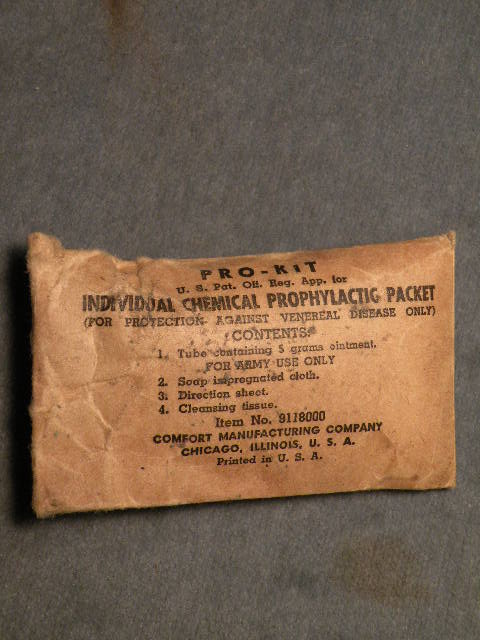 PRO-KIT
U. S. Pat. Off. Reg. App. for
INDIVIDUAL CHEMICAL PROPHYLACTIC PACKET
(FOR PROTECTION AGAINST VENEREAL DISEASE ONLY)
CONTENTS:
1. Tube containing 5 grams ointment.
FOR ARMY USE ONLY
2. Soap impregnated cloth.
3. Direction sheet.
4. Cleansing tissue.
Item No. 9118000
COMFORT MANUFACTURING COMPANY
CHICAGO, ILLINOIS, U. S. A.
Printed in U. S. A.